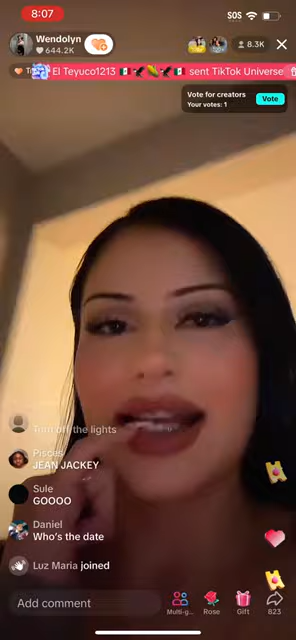 8:07
SOS
Wendolyn
644.2K
8.3K
El Teyuco1213 sent TikTok Universe
Vote for creators
Your votes: 1
Vote
Turn off the lights
Pisces
JEAN JACKEY
Sule
GOOOO
Daniel
Who's the date
Luz Maria joined
Add comment
Multi-g...
Rose
Gift
823